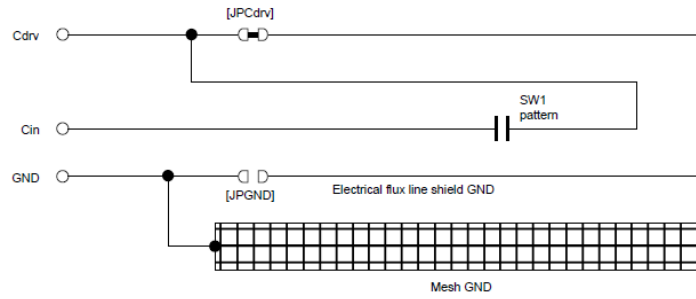 [JPCdrv]
Cdrv
SW1
pattern
Cin
GND
[JPGND]
Electrical flux line shield GND
Mesh GND